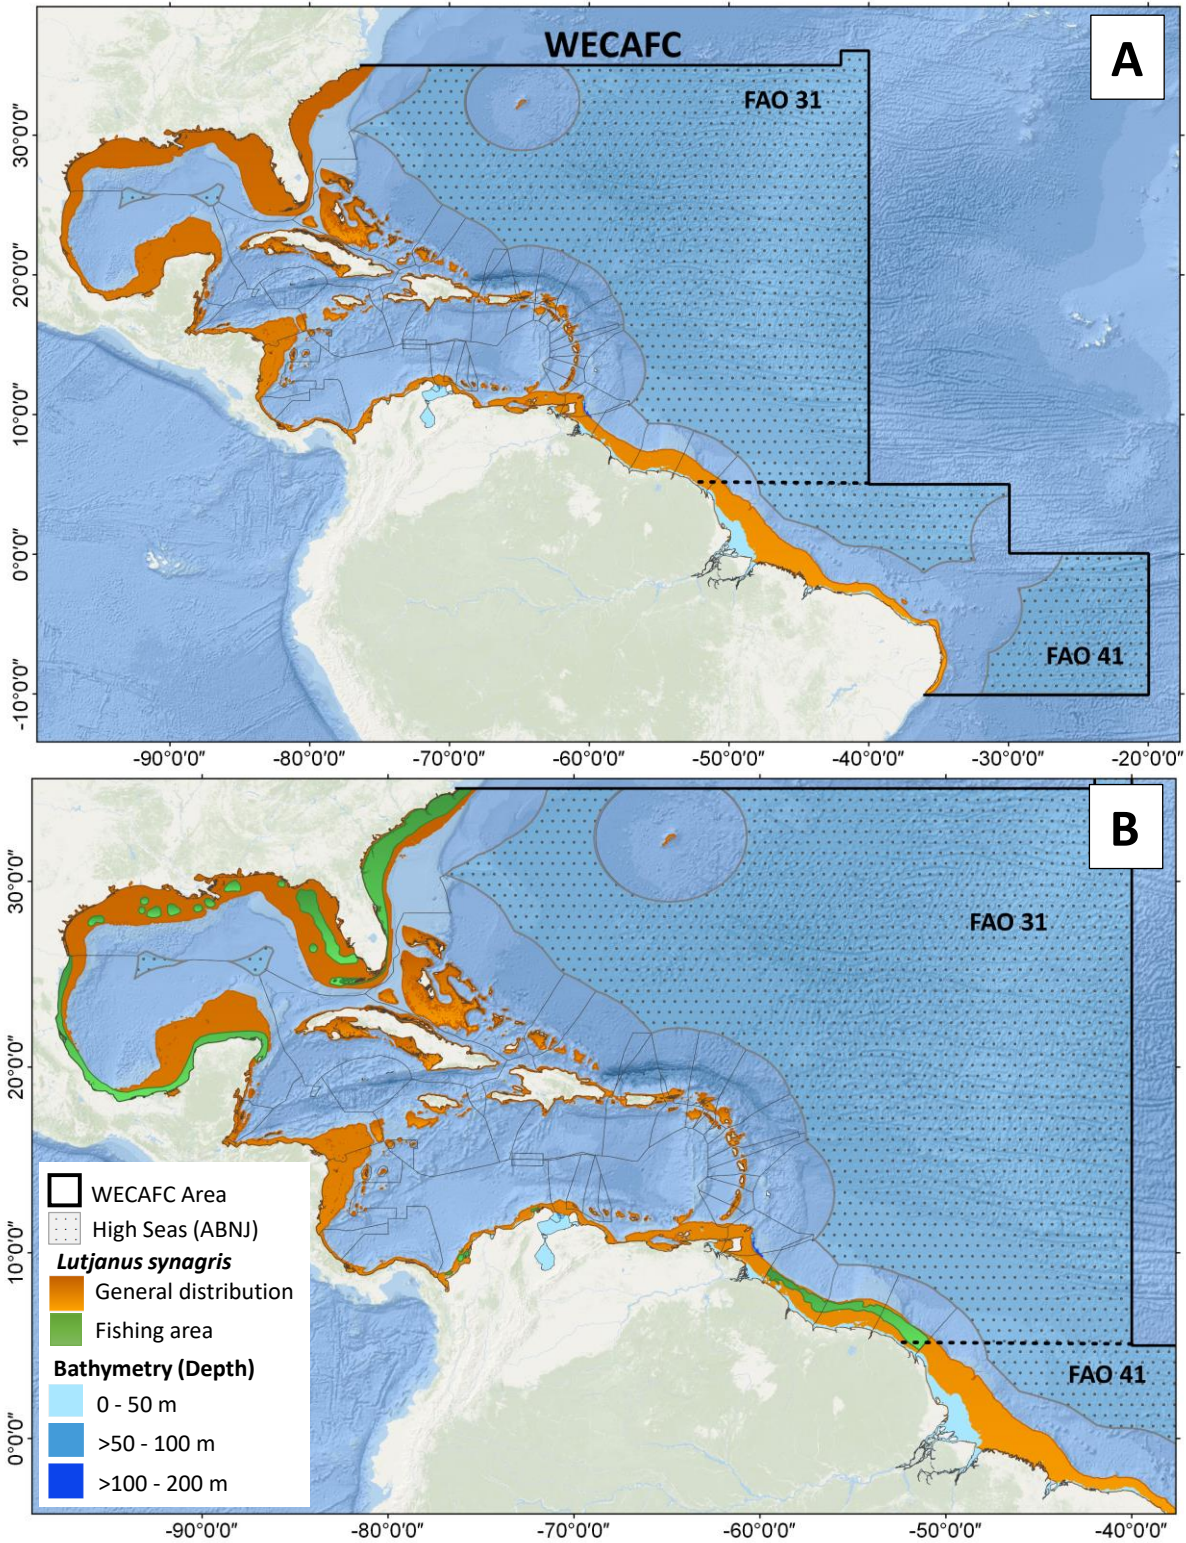 WECAFC
A
FAO 31
30°0'0"
20°0'0"
10°0'0"
0°0'0"
-10°0'0"
FAO 41
-90°0'0"
-80°0'0"
-70°0'0"
-60°0'0"
-50°0'0"
-40°0'0"
-30°0'0"
-20°0'0"
B
30°0'0"
FAO 31
20°0'0"
10°0'0"
0°0'0"
FAO 41
WECAFC Area
High Seas (ABNJ)
Lutjanus synagris
General distribution
Fishing area
Bathymetry (Depth)
0 - 50 m
>50 - 100 m
>100 - 200 m
-90°0'0"
-80°0'0"
-70°0'0"
-60°0'0"
-50°0'0"
-40°0'0"